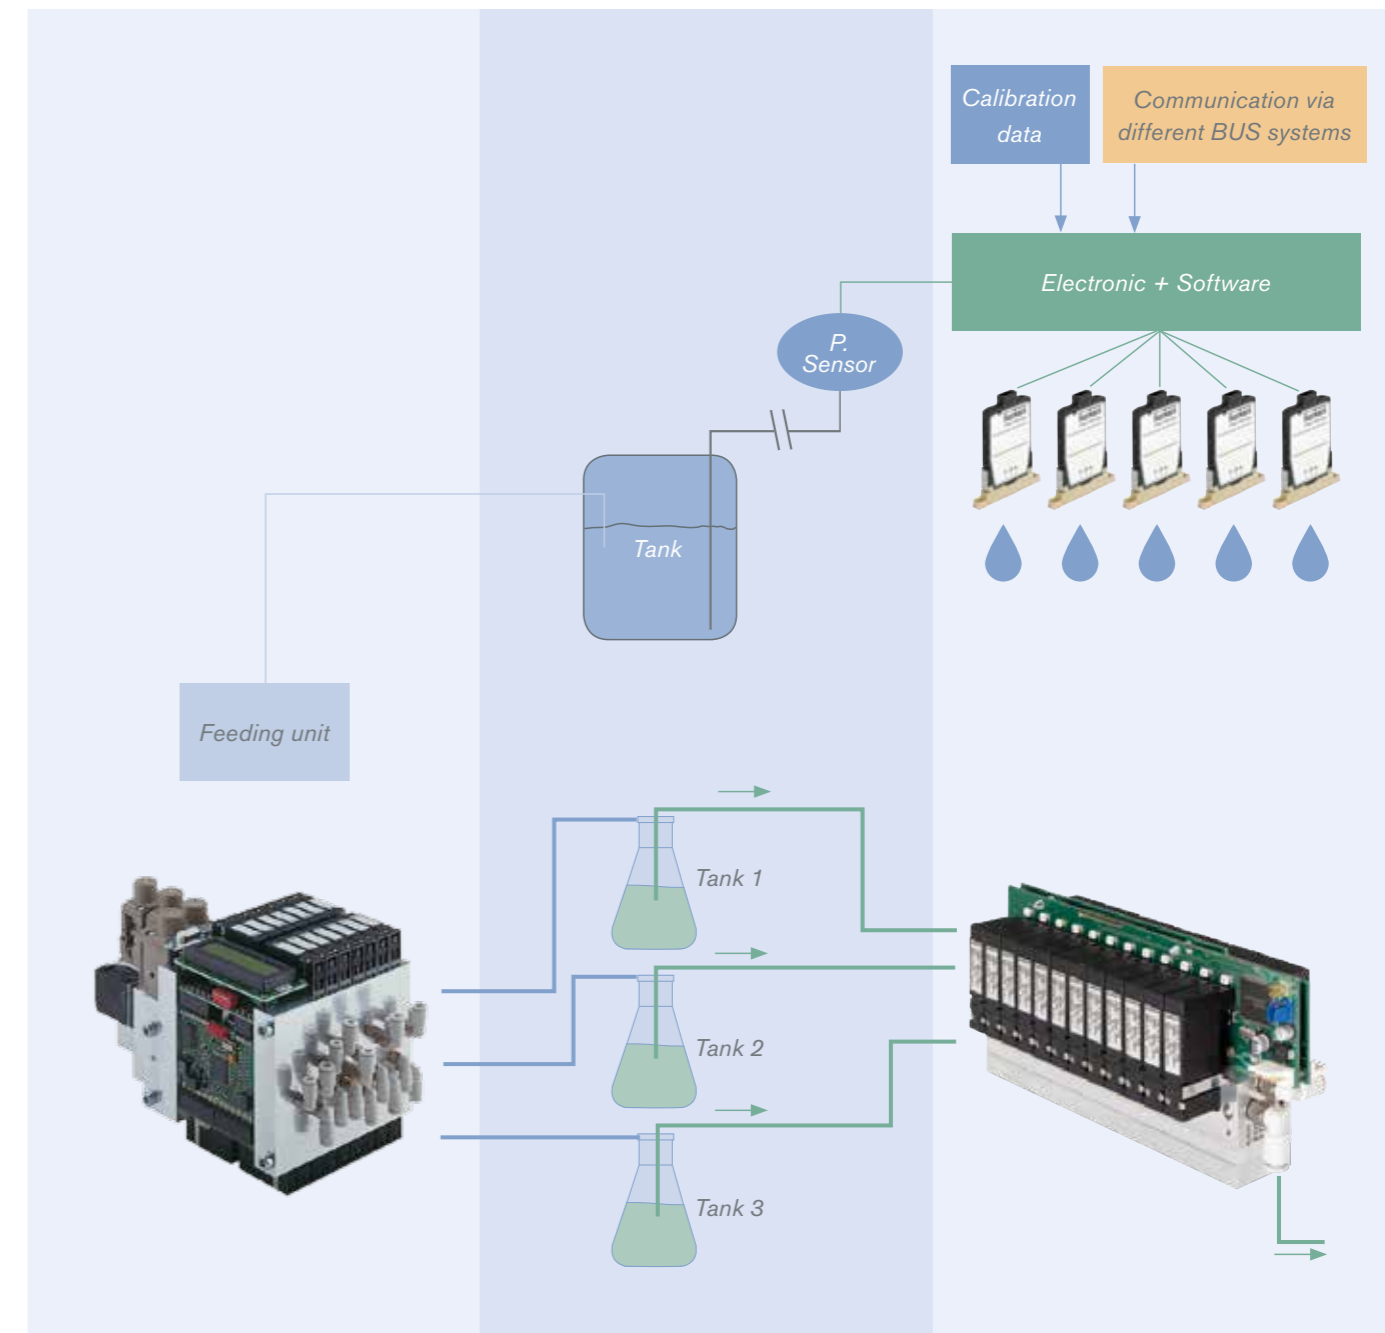 Calibration
data
Communication via
different BUS systems
Electronic + Software
P.
Sensor
Tank
Feeding unit
Tank 1
Tank 2
Tank 3